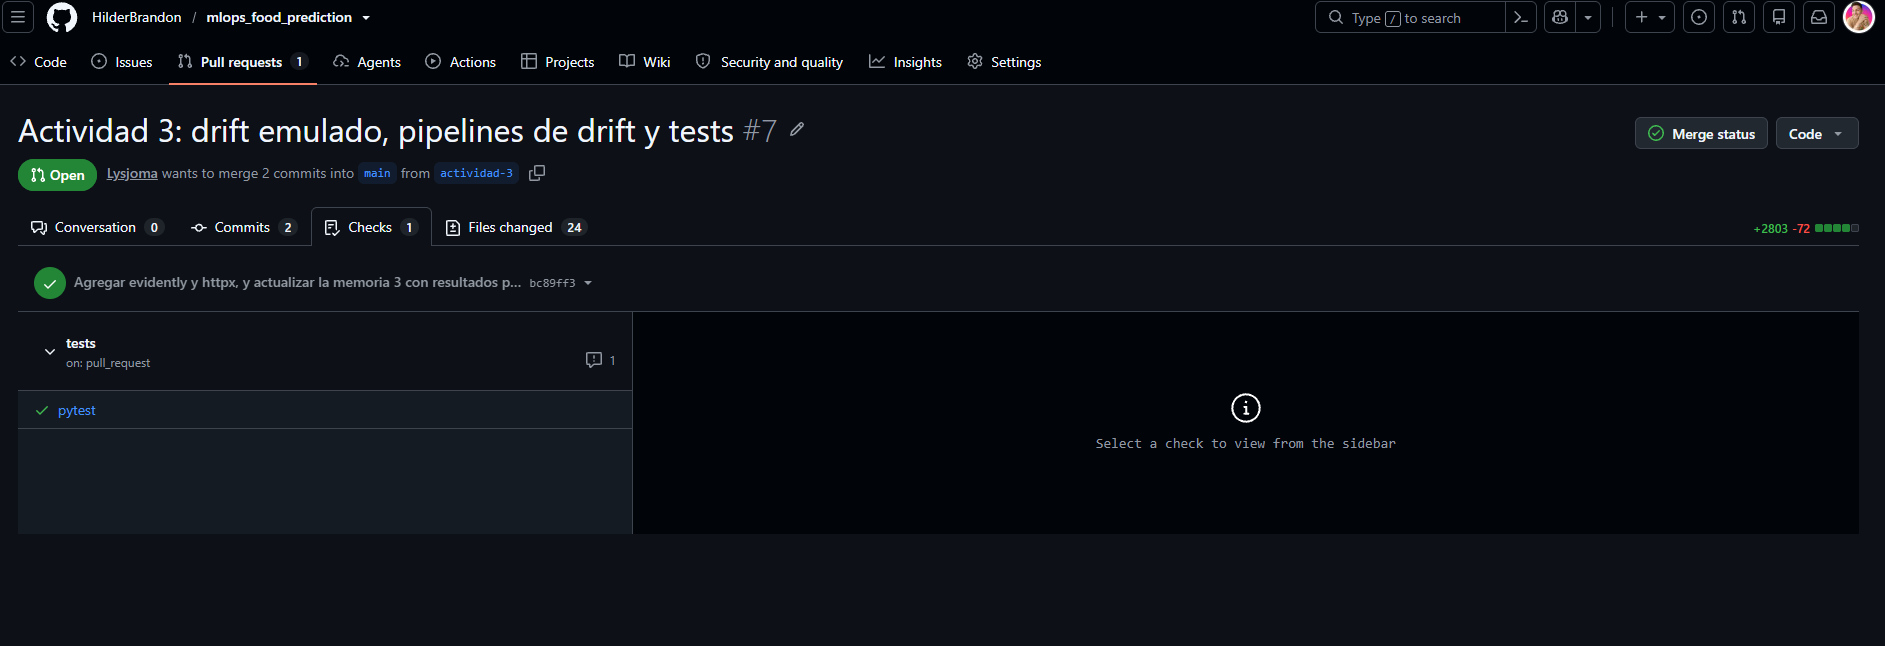 HilderBrandon / mlops_food_prediction
Type / to search
Code
Issues
Pull requests 1
Agents
Actions
Projects
Wiki
Security and quality
Insights
Settings
Actividad 3: drift emulado, pipelines de drift y tests #7
Merge status
Code
Open
Lysjoma wants to merge 2 commits into main from actividad-3
Conversation 0
Commits 2
Checks 1
Files changed 24
+2803 -72
Agregar evidently y httpx, y actualizar la memoria 3 con resultados p... bc89ff3
tests
on: pull_request
1
pytest
Select a check to view from the sidebar